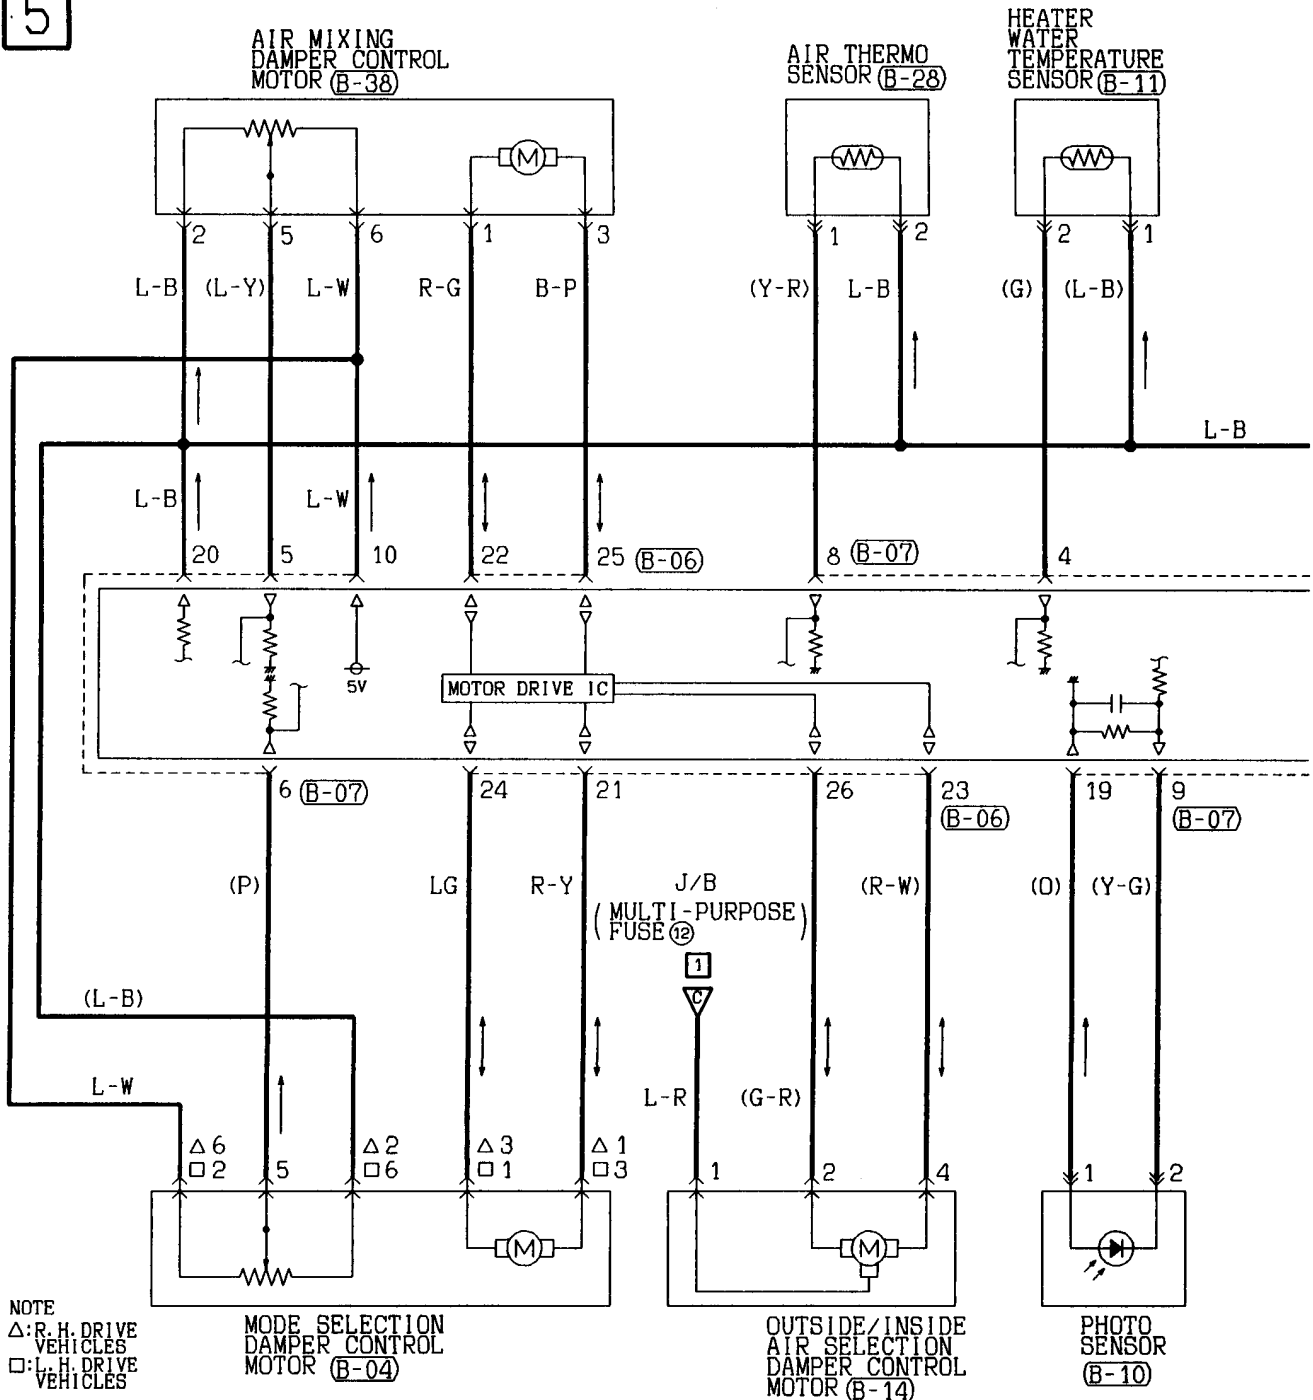 5
AIR MIXING
DAMPER CONTROL
MOTOR (B-38)
AIR THERMO
SENSOR (B-28)
HEATER
WATER
TEMPERATURE
SENSOR (B-11)
M
2 5 6 1 3 1 2 2 1
L-B (L-Y) L-W R-G B-P (Y-R) L-B (G) (L-B)
L-B
L-B L-W
20 5 10 22 25 (B-06) 8 (B-07) 4
5V
MOTOR DRIVE IC
6 (B-07) 24 21 26 23 19 9
(B-06) (B-07)
(P) LG R-Y J/B (R-W) (O) (Y-G)
(MULTI-PURPOSE
FUSE ⑫)
1
C
(L-B)
L-W
L-R (G-R)
△6 △2 △3 △1
□2 5 □6 □1 □3 1 2 4 1 2
M M
NOTE
△:R.H.DRIVE
VEHICLES
□:L.H.DRIVE
VEHICLES
MODE SELECTION
DAMPER CONTROL
MOTOR (B-04)
OUTSIDE/INSIDE
AIR SELECTION
DAMPER CONTROL
MOTOR (B-14)
PHOTO
SENSOR
(B-10)